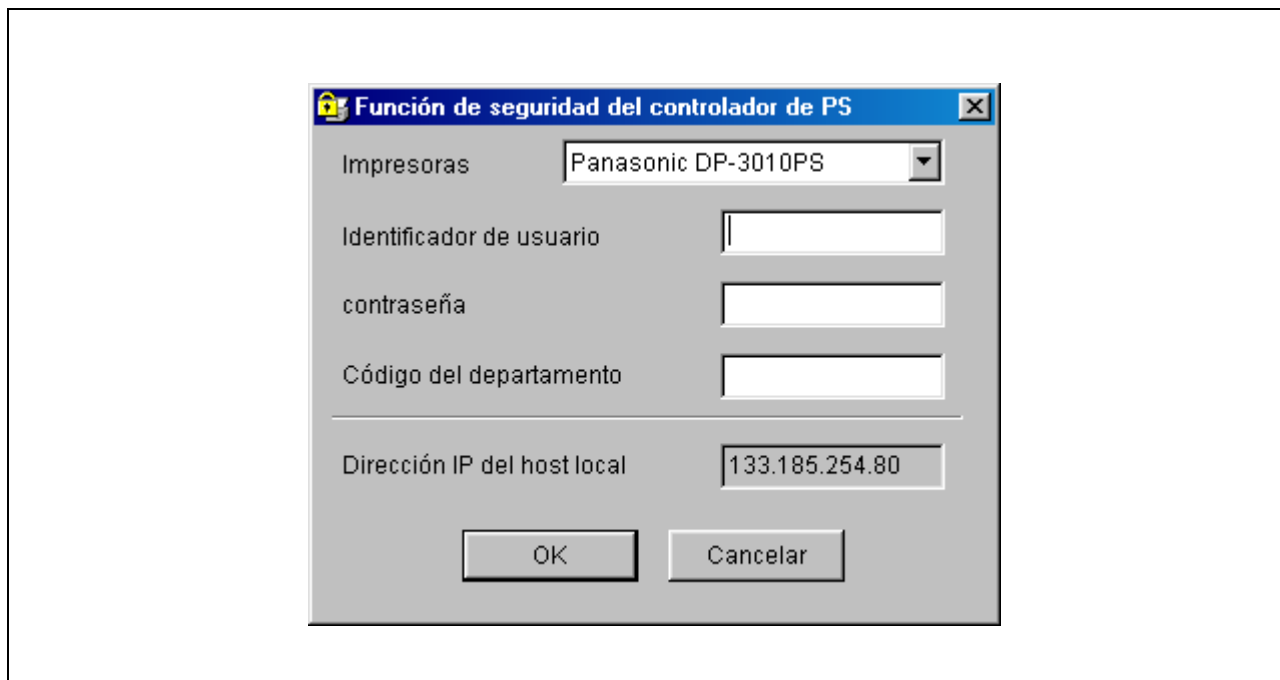 Función de seguridad del controlador de PS
Impresoras Panasonic DP-3010PS
Identificador de usuario
contraseña
Código del departamento
Dirección IP del host local 133.185.254.80
OK Cancelar